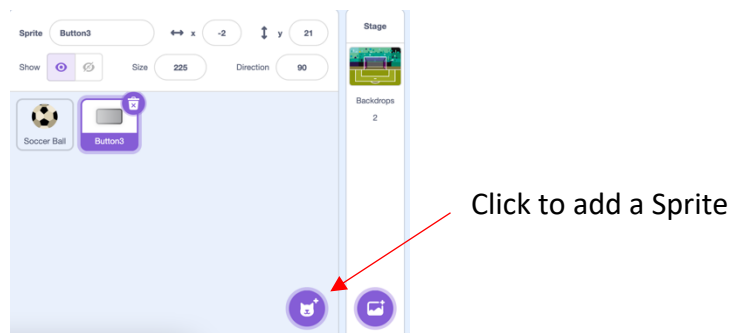 Sprite Button3 ↔ x -2 ↕ y 21
Show Size 225 Direction 90
Soccer Ball
Button3
Stage
Backdrops
2
Click to add a Sprite